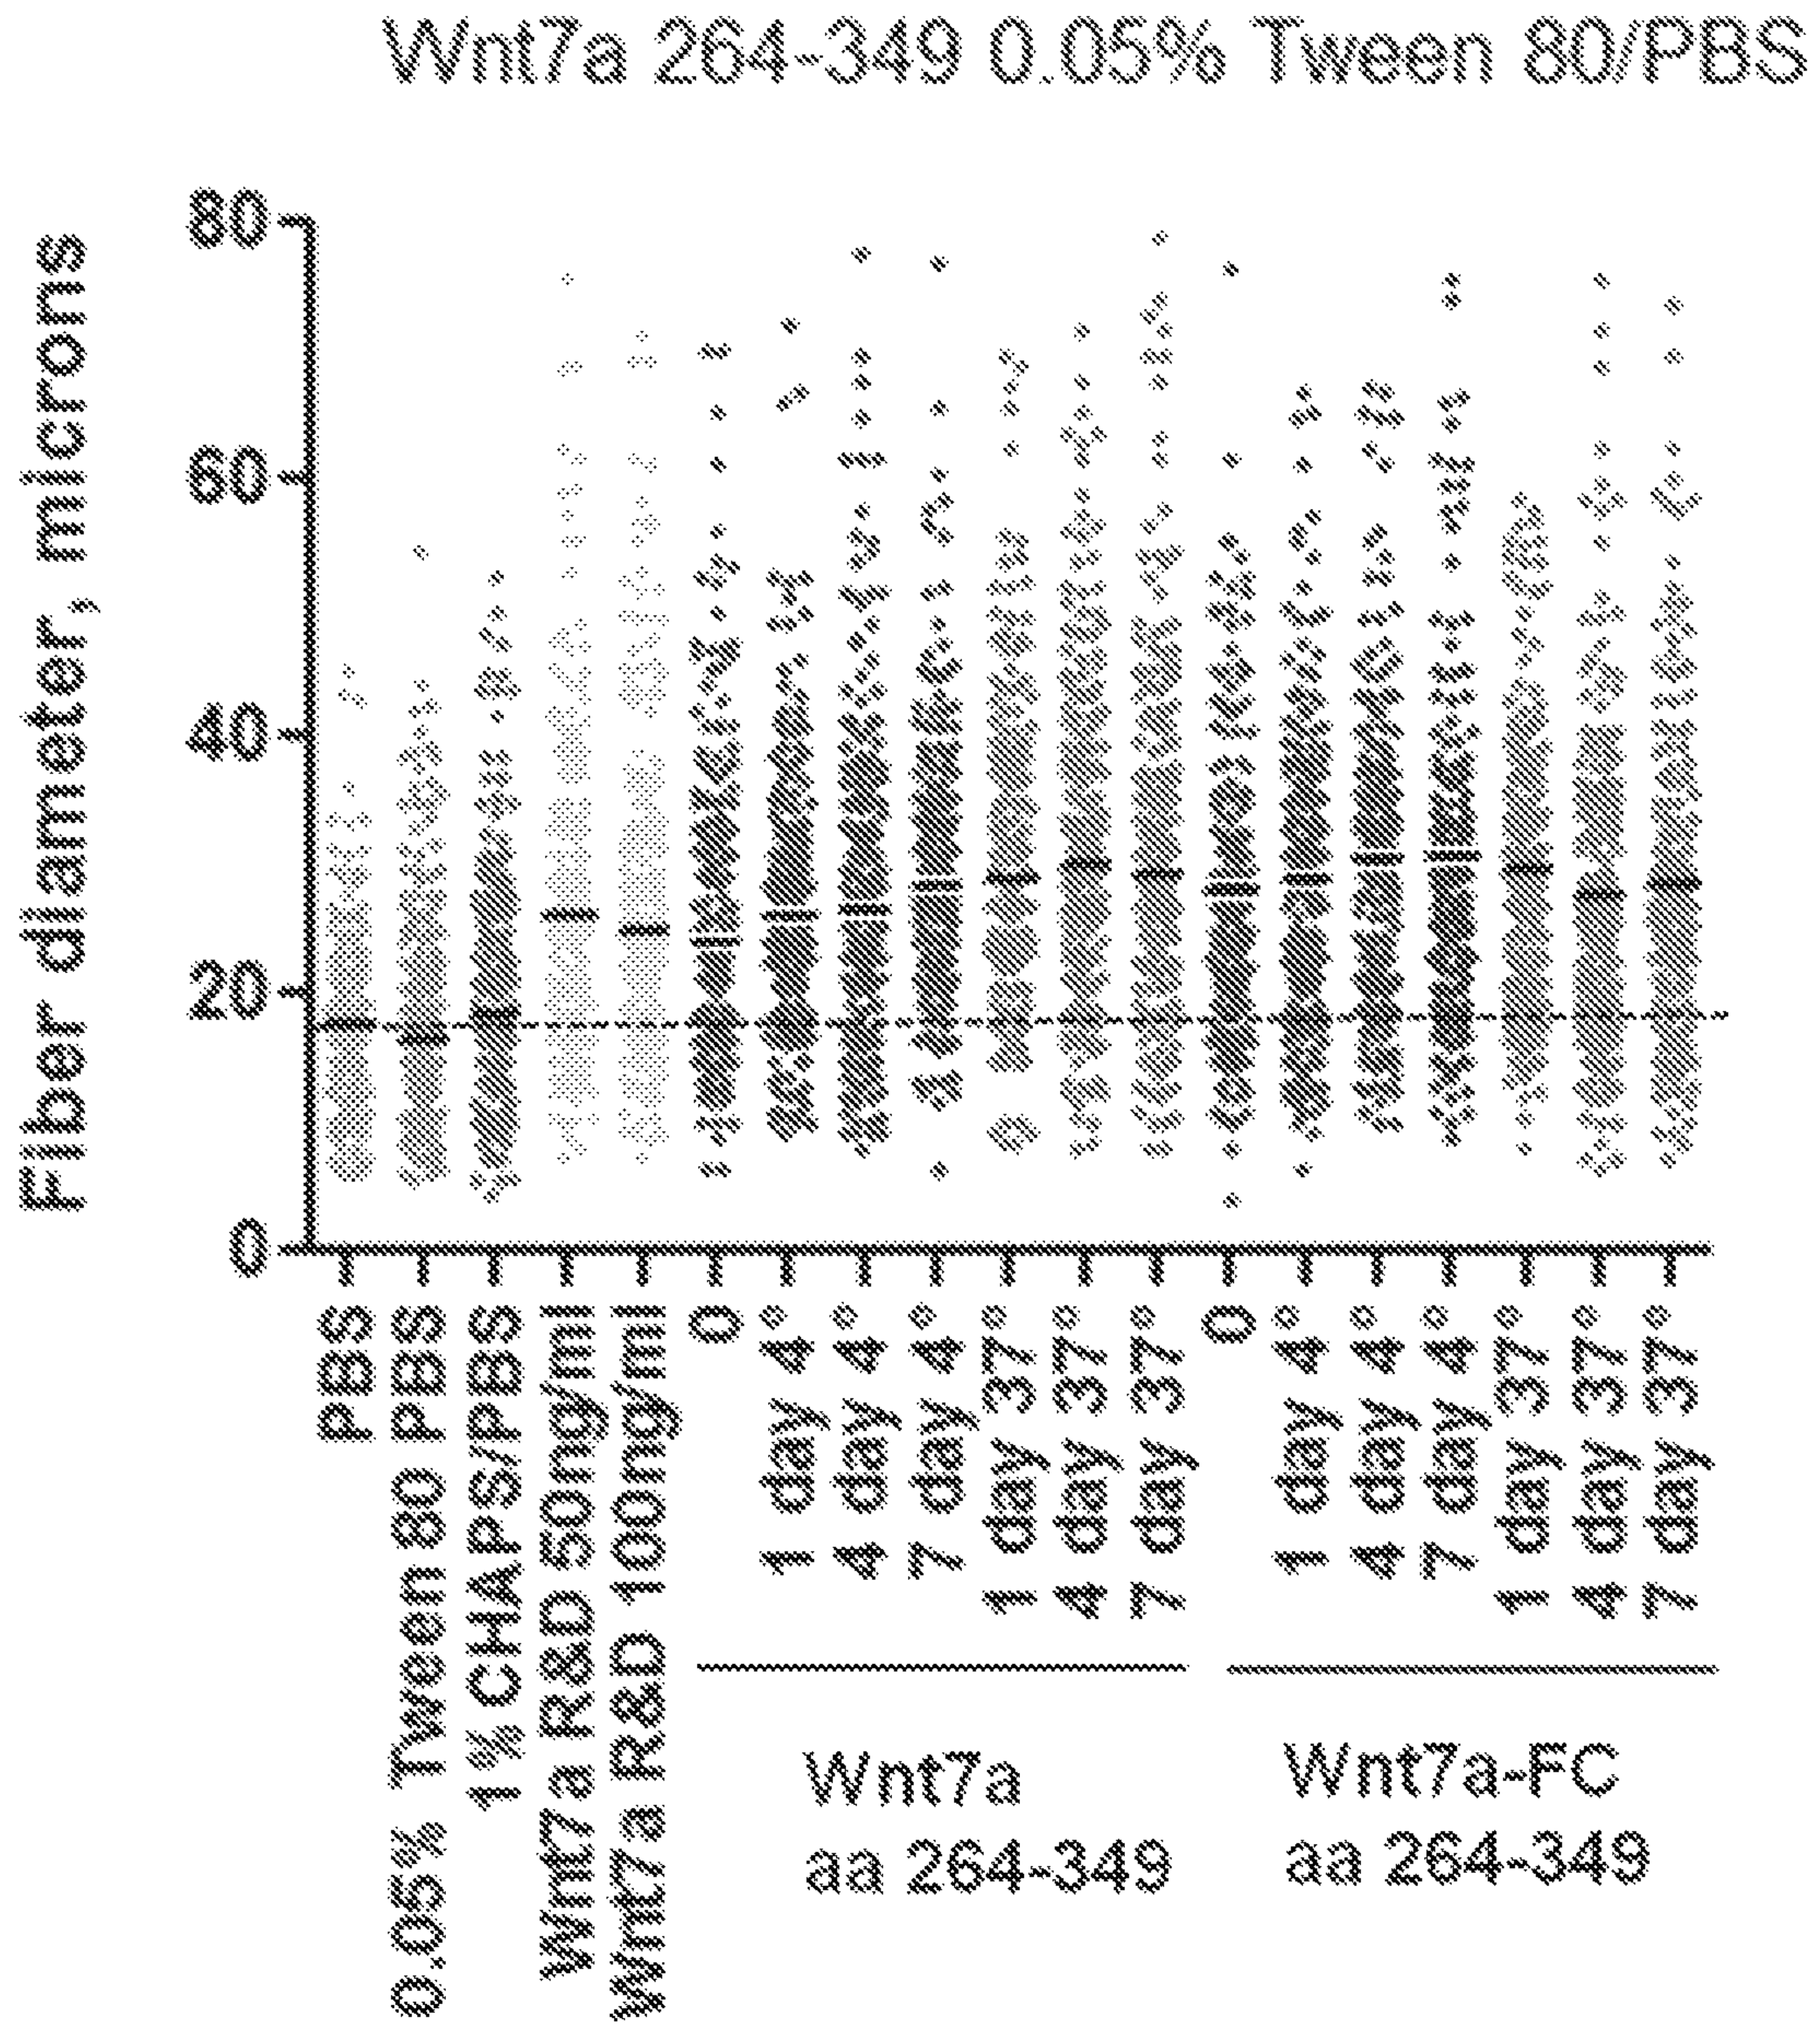 Wnt7a 264-349 0.05% Tween 80/PBS
Fiber diameter, microns
80
60
40
20
0
PBS
0.05% Tween 80 PBS
1% CHAPS/PBS
Wnt7a R&D 50ng/ml
Wnt7a R&D 100ng/ml
0
1 day 4°
4 day 4°
7 day 4°
1 day 37°
4 day 37°
7 day 37°
0
1 day 4°
4 day 4°
7 day 4°
1 day 37°
4 day 37°
7 day 37°
Wnt7a
aa 264-349
Wnt7a-FC
aa 264-349